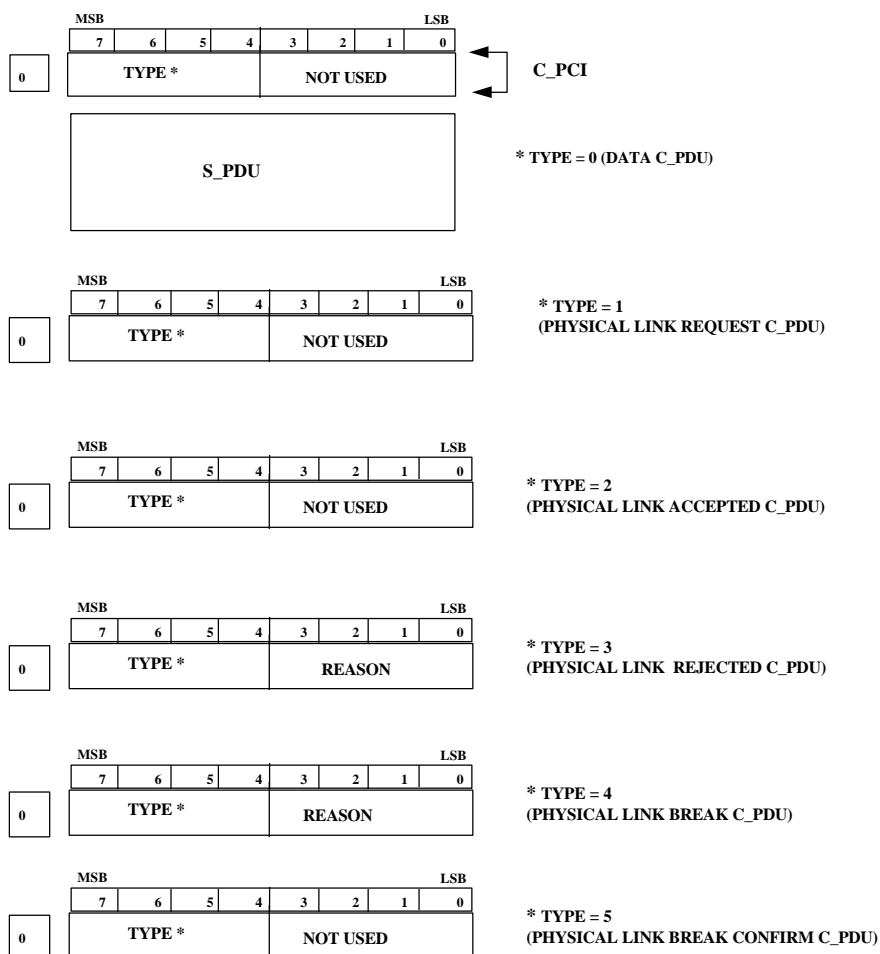 MSB LSB
7 6 5 4 3 2 1 0
0 TYPE * NOT USED C_PCI
S_PDU * TYPE = 0 (DATA C_PDU)
MSB LSB
7 6 5 4 3 2 1 0
* TYPE = 1
0 TYPE * NOT USED (PHYSICAL LINK REQUEST C_PDU)
MSB LSB
7 6 5 4 3 2 1 0
* TYPE = 2
0 TYPE * NOT USED (PHYSICAL LINK ACCEPTED C_PDU)
MSB LSB
7 6 5 4 3 2 1 0
* TYPE = 3
0 TYPE * REASON (PHYSICAL LINK REJECTED C_PDU)
MSB LSB
7 6 5 4 3 2 1 0
* TYPE = 4
0 TYPE * REASON (PHYSICAL LINK BREAK C_PDU)
MSB LSB
7 6 5 4 3 2 1 0
* TYPE = 5
0 TYPE * NOT USED (PHYSICAL LINK BREAK CONFIRM C_PDU)